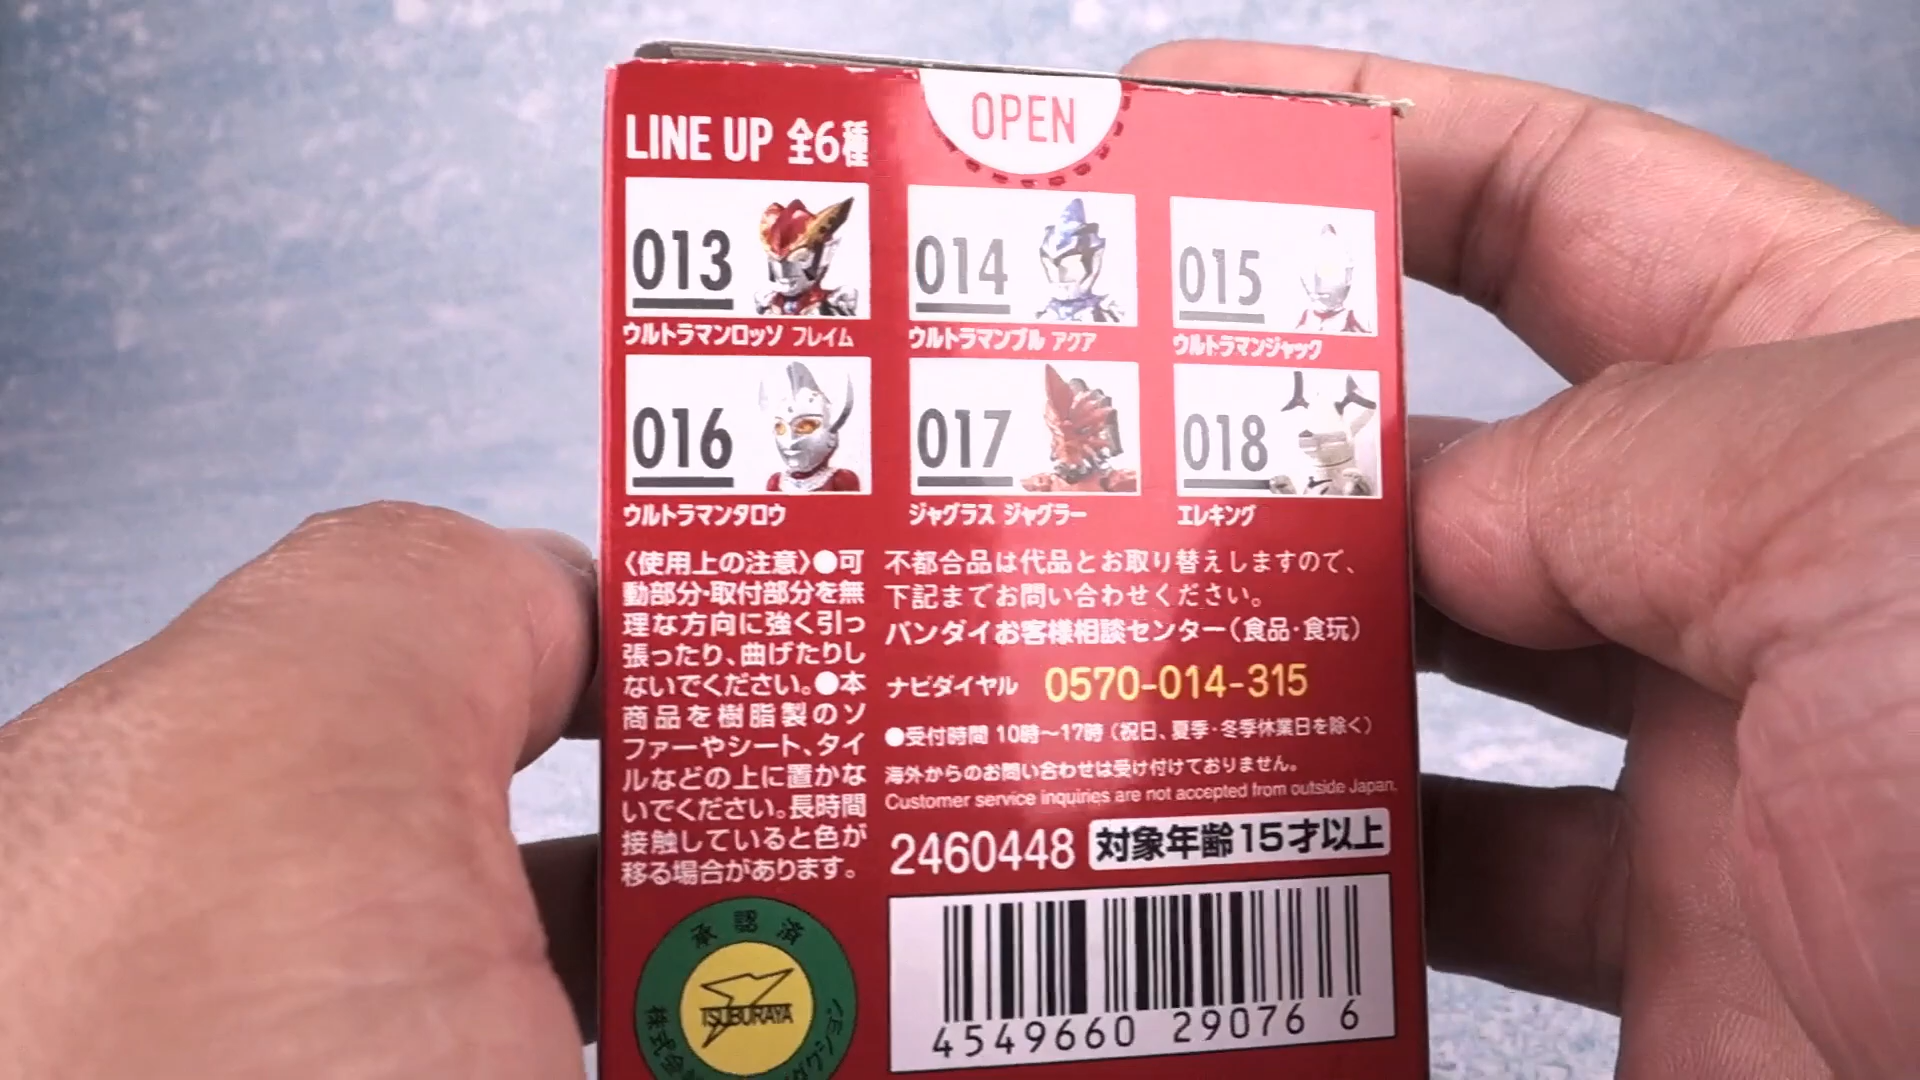 OPEN
LINE UP 全6種
013
014
015
ウルトラマンロッソ フレイム
ウルトラマンブル アクア
ウルトラマンジャック
016
017
018
ウルトラマンタロウ
ジャグラス ジャグラー
エレキング
〈使用上の注意〉●可
動部分・取付部分を無
理な方向に強く引っ
張ったり、曲げたりし
ないでください。●本
商品を樹脂製のソ
ファーやシート、タイ
ルなどの上に置かな
いでください。長時間
接触していると色が
移る場合があります。
不都合品は代品とお取り替えしますので、
下記までお問い合わせください。
バンダイお客様相談センター(食品・食玩)
ナビダイヤル 0570-014-315
●受付時間 10時～17時 (祝日、夏季・冬季休業日を除く)
海外からのお問い合わせは受け付けておりません。
Customer service inquiries are not accepted from outside Japan.
2460448 対象年齢15才以上
承認済
TSUBURAYA
4549660 29076 6